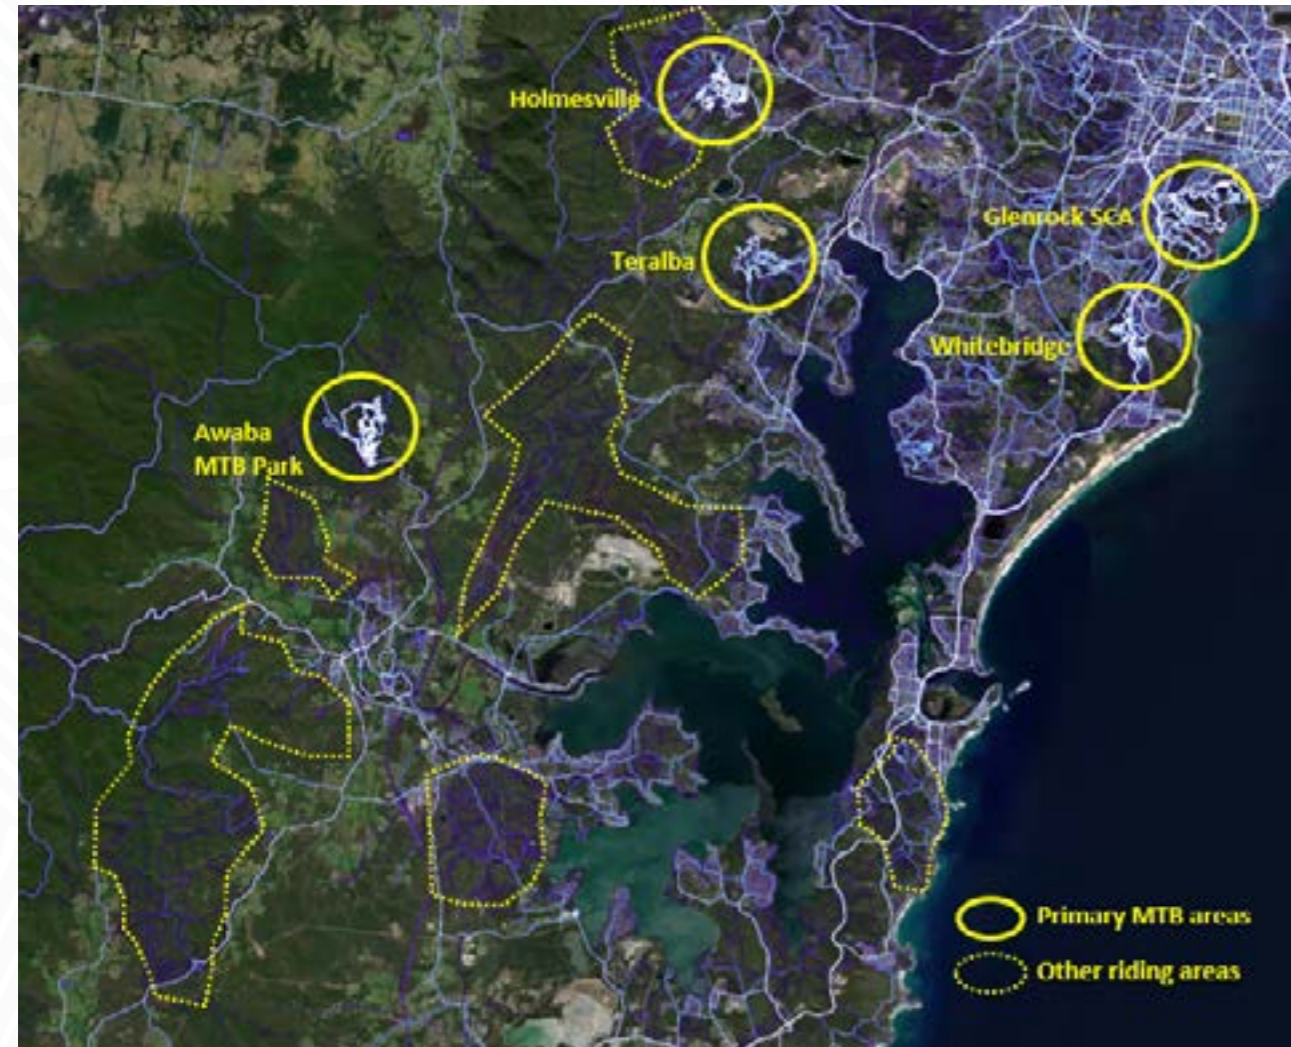 Holmesville
Glenrock SCA
Teralba
Whitebridge
Awaba
MTB Park
Primary MTB areas
Other riding areas